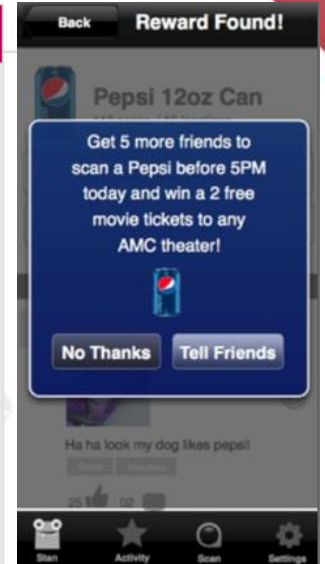 Back Reward Found!
Pepsi 12oz Can
Get 5 more friends to
scan a Pepsi before 5PM
today and win a 2 free
movie tickets to any
AMC theater!
No Thanks Tell Friends
Ha ha look my dog likes pepsi!
25 02
Stan Activity Scan Settings